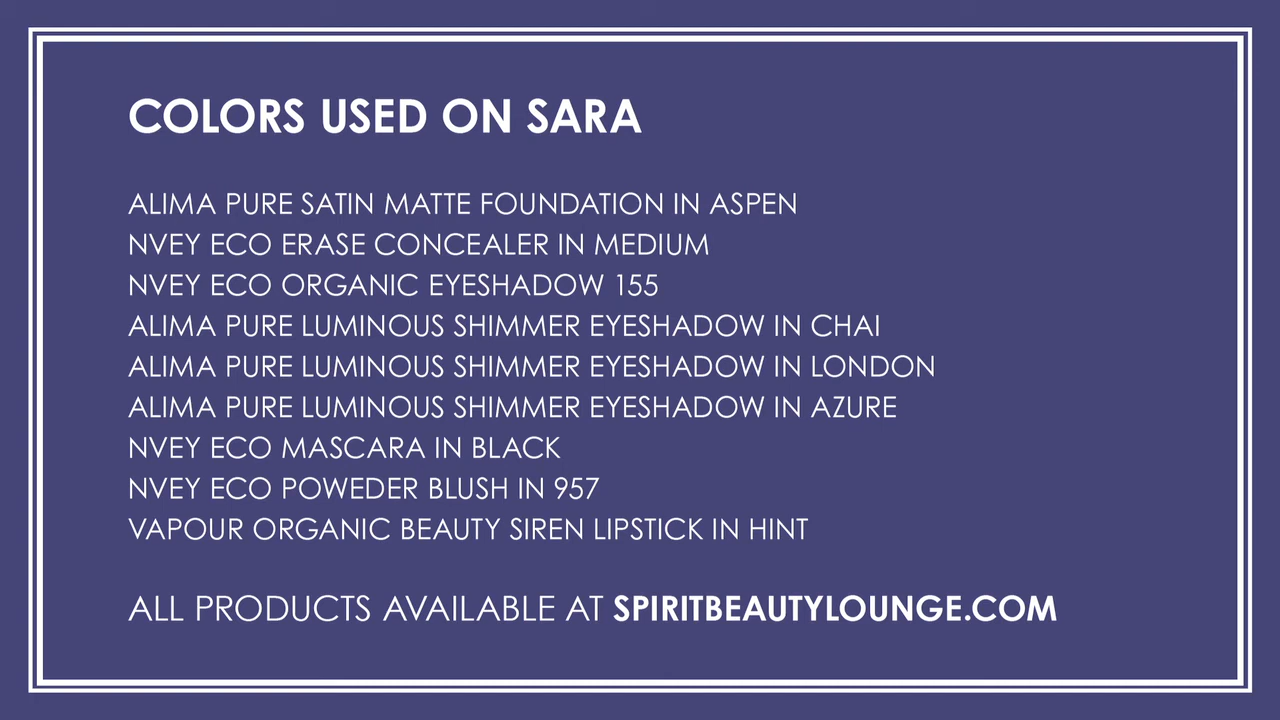 COLORS USED ON SARA
ALIMA PURE SATIN MATTE FOUNDATION IN ASPEN
NVEY ECO ERASE CONCEALER IN MEDIUM
NVEY ECO ORGANIC EYESHADOW 155
ALIMA PURE LUMINOUS SHIMMER EYESHADOW IN CHAI
ALIMA PURE LUMINOUS SHIMMER EYESHADOW IN LONDON
ALIMA PURE LUMINOUS SHIMMER EYESHADOW IN AZURE
NVEY ECO MASCARA IN BLACK
NVEY ECO POWEDER BLUSH IN 957
VAPOUR ORGANIC BEAUTY SIREN LIPSTICK IN HINT
ALL PRODUCTS AVAILABLE AT SPIRITBEAUTYLOUNGE.COM